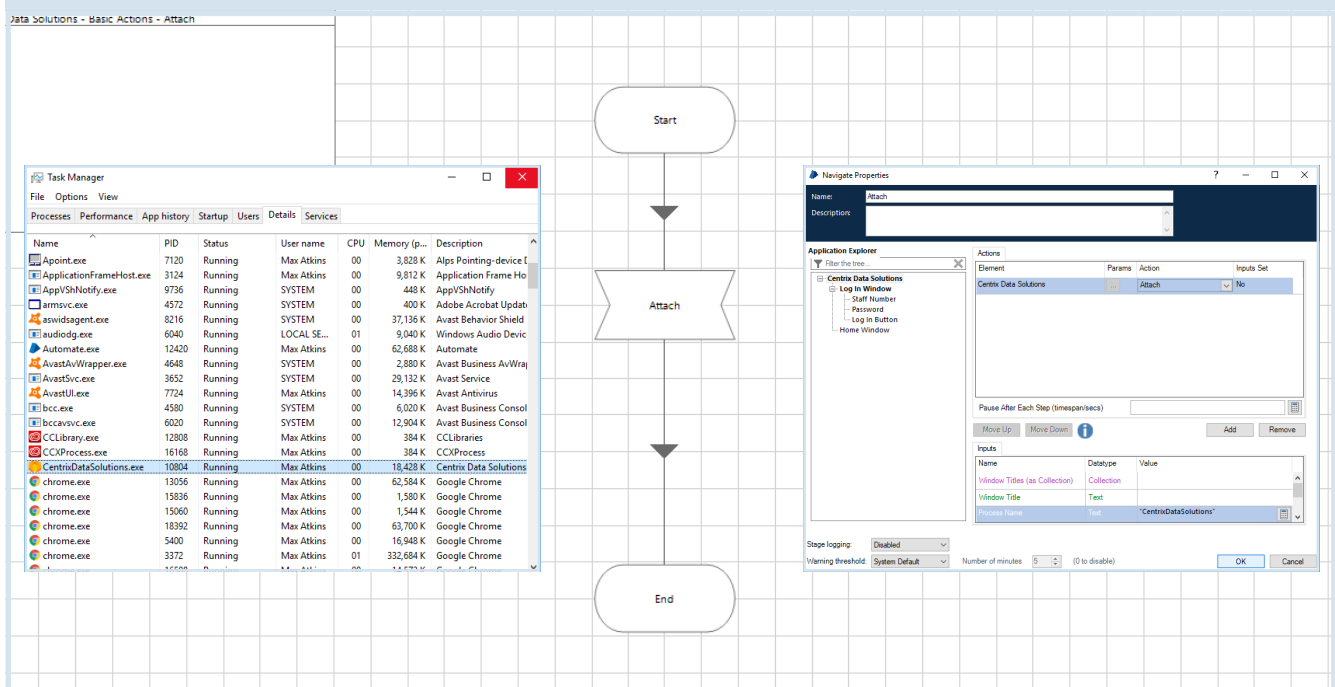 Data Solutions - Basic Actions - Attach
Start
Attach
End
Task Manager
File Options View
Processes Performance App history Startup Users Details Services
Name PID Status User name CPU Memory (p... Description
Apoint.exe 7120 Running Max Atkins 00 3,828 K Alps Pointing-device D
ApplicationFrameHost.exe 3124 Running Max Atkins 00 9,812 K Application Frame Ho
AppVShNotify.exe 9736 Running SYSTEM 00 448 K AppVShNotify
armsvc.exe 4572 Running SYSTEM 00 400 K Adobe Acrobat Updat
aswidsagent.exe 8216 Running SYSTEM 00 37,136 K Avast Behavior Shield
audiodg.exe 6040 Running LOCAL SE... 01 9,040 K Windows Audio Devic
Automate.exe 12420 Running Max Atkins 00 62,688 K Automate
AvastAvWrapper.exe 4648 Running SYSTEM 00 2,880 K Avast Business AvWrap
AvastSvc.exe 3652 Running SYSTEM 00 29,132 K Avast Service
AvastUI.exe 7724 Running Max Atkins 00 14,396 K Avast Antivirus
bcc.exe 4580 Running SYSTEM 00 6,020 K Avast Business Consol
bccavsvc.exe 6020 Running SYSTEM 00 12,904 K Avast Business Consol
CCLibrary.exe 12808 Running Max Atkins 00 384 K CCLibraries
CCXProcess.exe 16168 Running Max Atkins 00 384 K CCXProcess
CentrixDataSolutions.exe 10804 Running Max Atkins 00 18,428 K Centrix Data Solutions
chrome.exe 13056 Running Max Atkins 00 62,584 K Google Chrome
chrome.exe 15836 Running Max Atkins 00 1,580 K Google Chrome
chrome.exe 15060 Running Max Atkins 00 1,544 K Google Chrome
chrome.exe 18392 Running Max Atkins 00 63,700 K Google Chrome
chrome.exe 5400 Running Max Atkins 00 16,948 K Google Chrome
chrome.exe 3372 Running Max Atkins 01 332,684 K Google Chrome
Navigate Properties
Name: Attach
Description:
Application Explorer
Filter the tree...
Centrix Data Solutions
Log In Window
Staff Number
Password
Log In Button
Home Window
Actions
Element Params Action Inputs Set
Centrix Data Solutions ... Attach No
Pause After Each Step (timespan/secs)
Move Up Move Down Add Remove
Inputs
Name Datatype Value
Window Titles (as Collection) Collection
Window Title Text
Process Name Text "CentrixDataSolutions"
Stage logging: Disabled
Warning threshold: System Default Number of minutes 5 (0 to disable)
OK Cancel